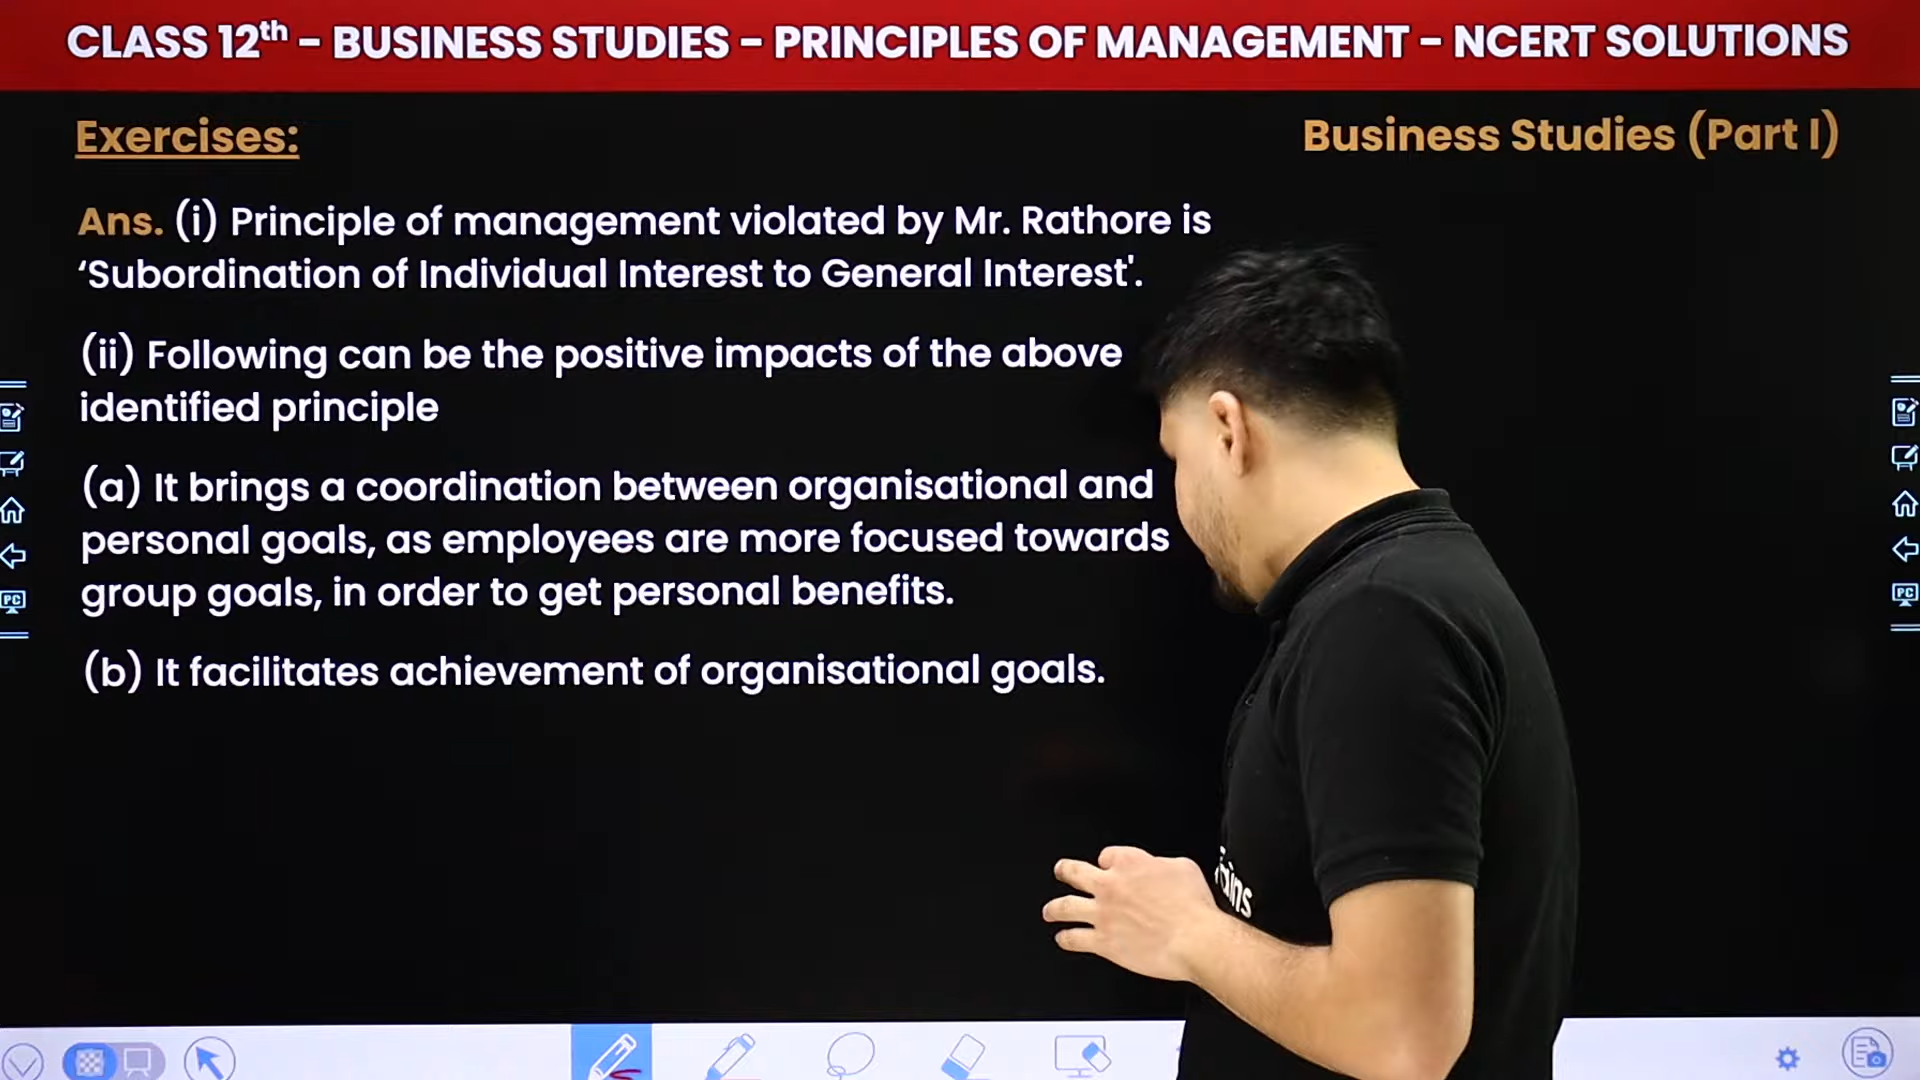 CLASS 12th – BUSINESS STUDIES – PRINCIPLES OF MANAGEMENT – NCERT SOLUTIONS
Exercises:
Business Studies (Part I)
Ans. (i) Principle of management violated by Mr. Rathore is
‘Subordination of Individual Interest to General Interest'.
(ii) Following can be the positive impacts of the above
identified principle
(a) It brings a coordination between organisational and
personal goals, as employees are more focused towards
group goals, in order to get personal benefits.
(b) It facilitates achievement of organisational goals.
PC
PC